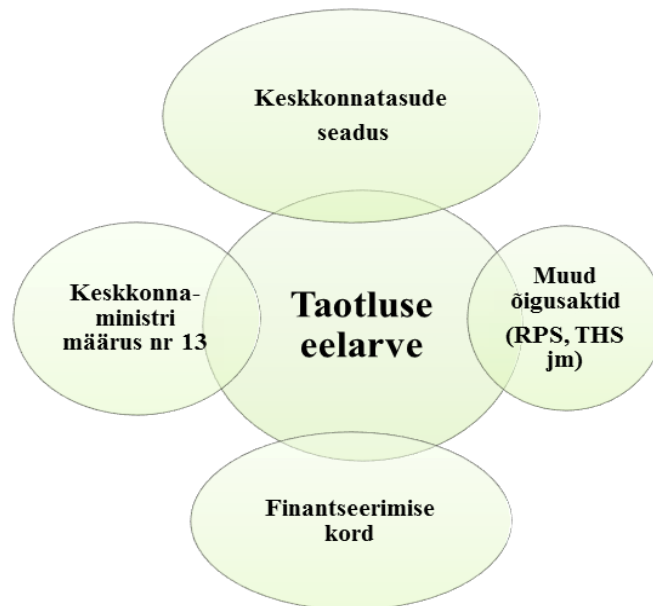 Keskkonnatasude
seadus
Keskkonna-
ministri
määrus nr 13
Taotluse
eelarve
Muud
õigusaktid
(RPS, THS
jm)
Finantseerimise
kord